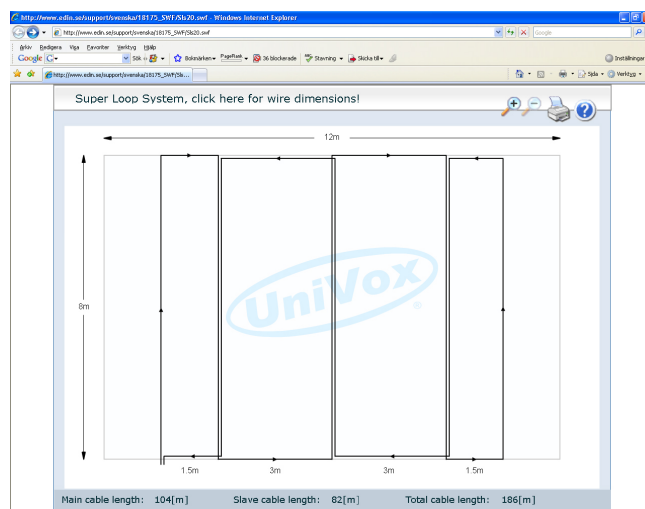 http://www.edin.se/support/svenska/18175_SWF/Sls20.swf - Windows Internet Explorer
http://www.edin.se/support/svenska/18175_SWF/Sls20.swf
Google
Arkiv Redigera Visa Favoriter Verktyg Hjälp
Google G Sök Bokmärken PageRank 36 blockerade Stavning Skicka till Inställningar
http://www.edin.se/support/svenska/18175_SWF/Sls... Sida Verktyg
Super Loop System, click here for wire dimensions!
12m
8m
UniVox
1.5m 3m 3m 1.5m
Main cable length: 104[m] Slave cable length: 82[m] Total cable length: 186[m]